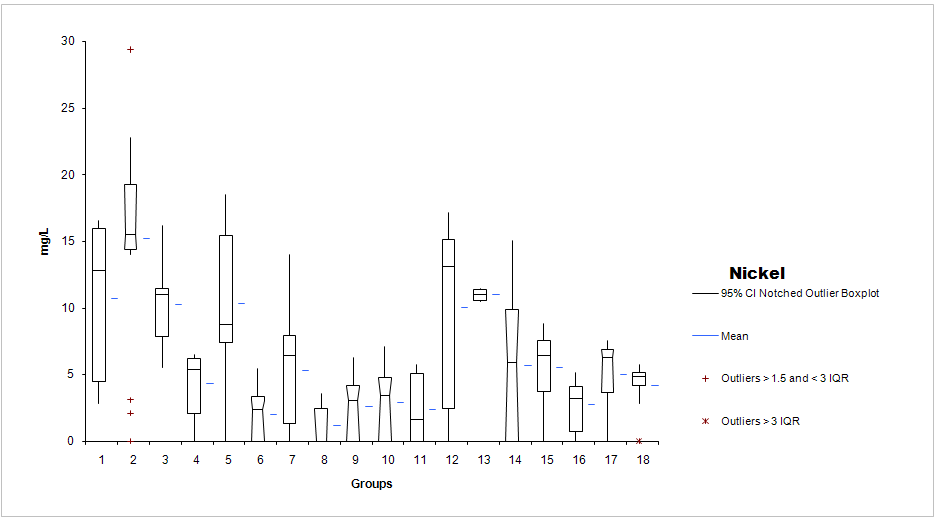 30
25
20
15
10
5
0
mg/L
1 2 3 4 5 6 7 8 9 10 11 12 13 14 15 16 17 18
Groups
Nickel
95% CI Notched Outlier Boxplot
Mean
Outliers > 1.5 and < 3 IQR
Outliers > 3 IQR